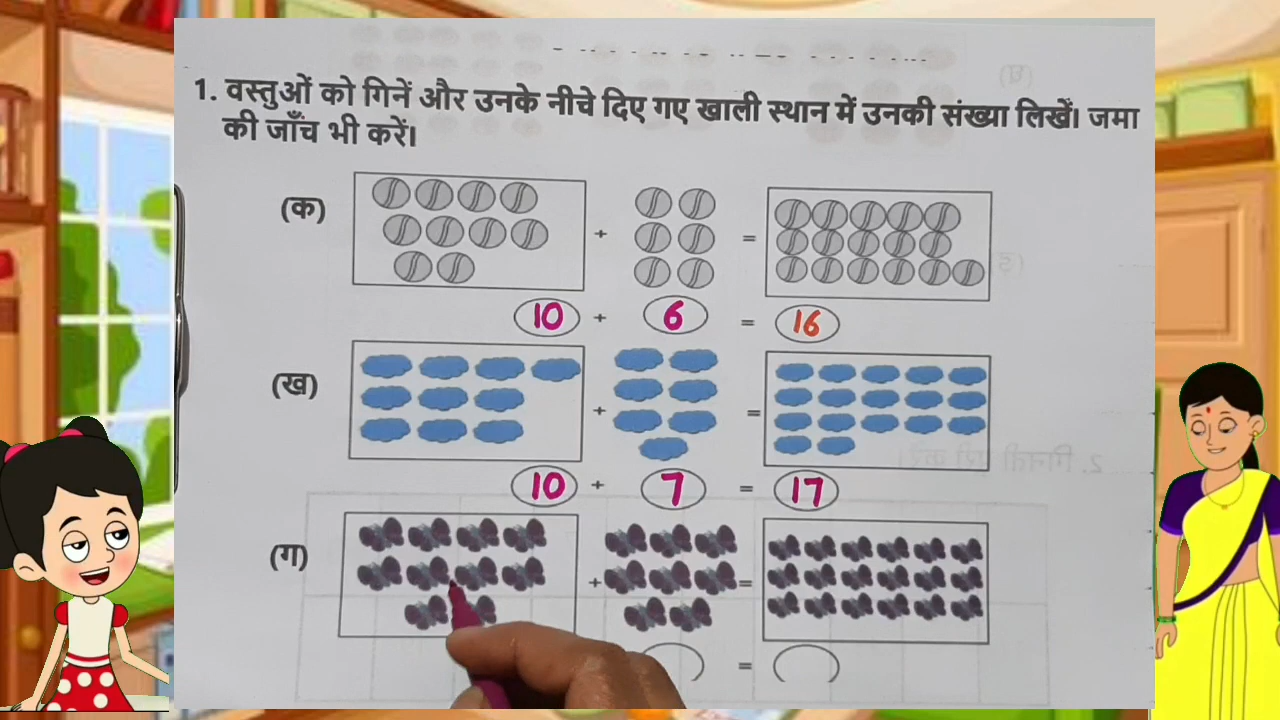 1. वस्तुओं को गिनें और उनके नीचे दिए गए खाली स्थान में उनकी संख्या लिखें। जमा
की जाँच भी करें।
(क) + =
10 + 6 = 16
(ख) + =
10 + 7 = 17
(ग) + =
=